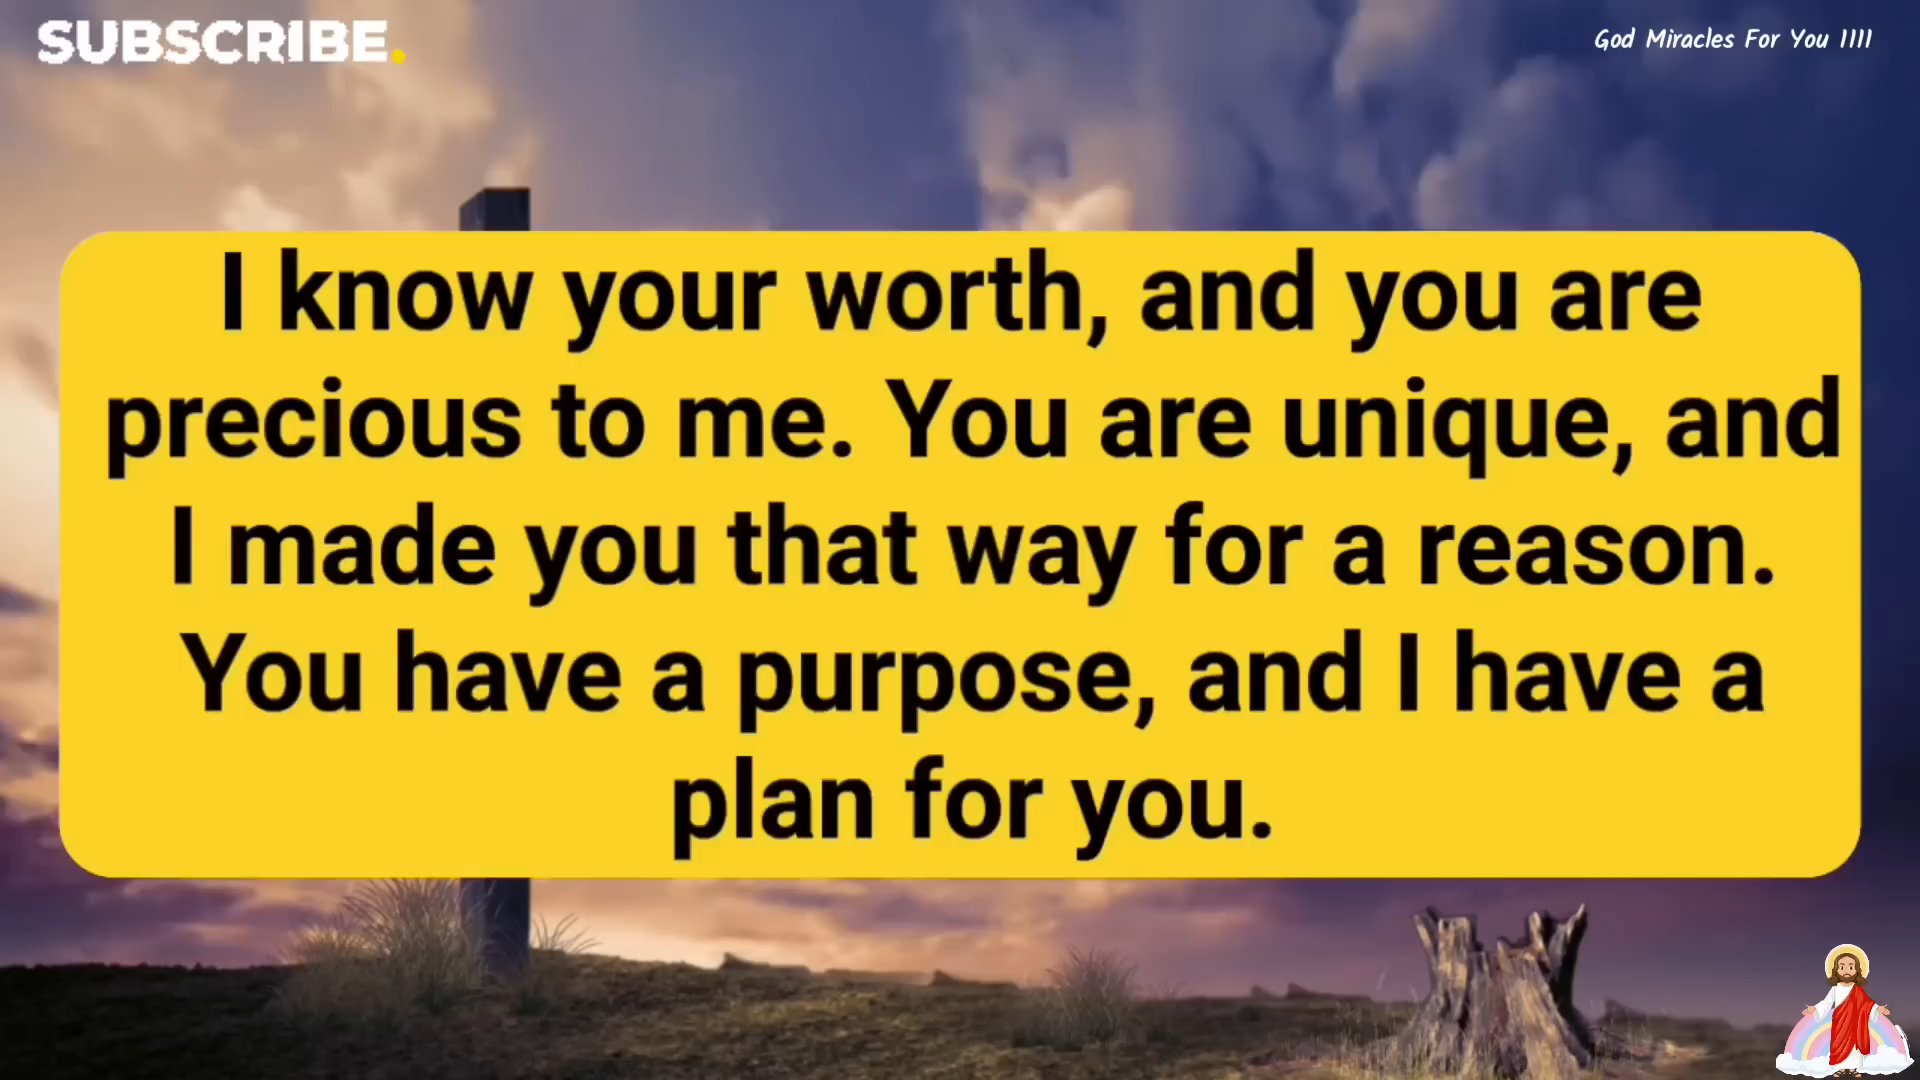 SUBSCRIBE.
God Miracles For You 1111
I know your worth, and you are
precious to me. You are unique, and
I made you that way for a reason.
You have a purpose, and I have a
plan for you.